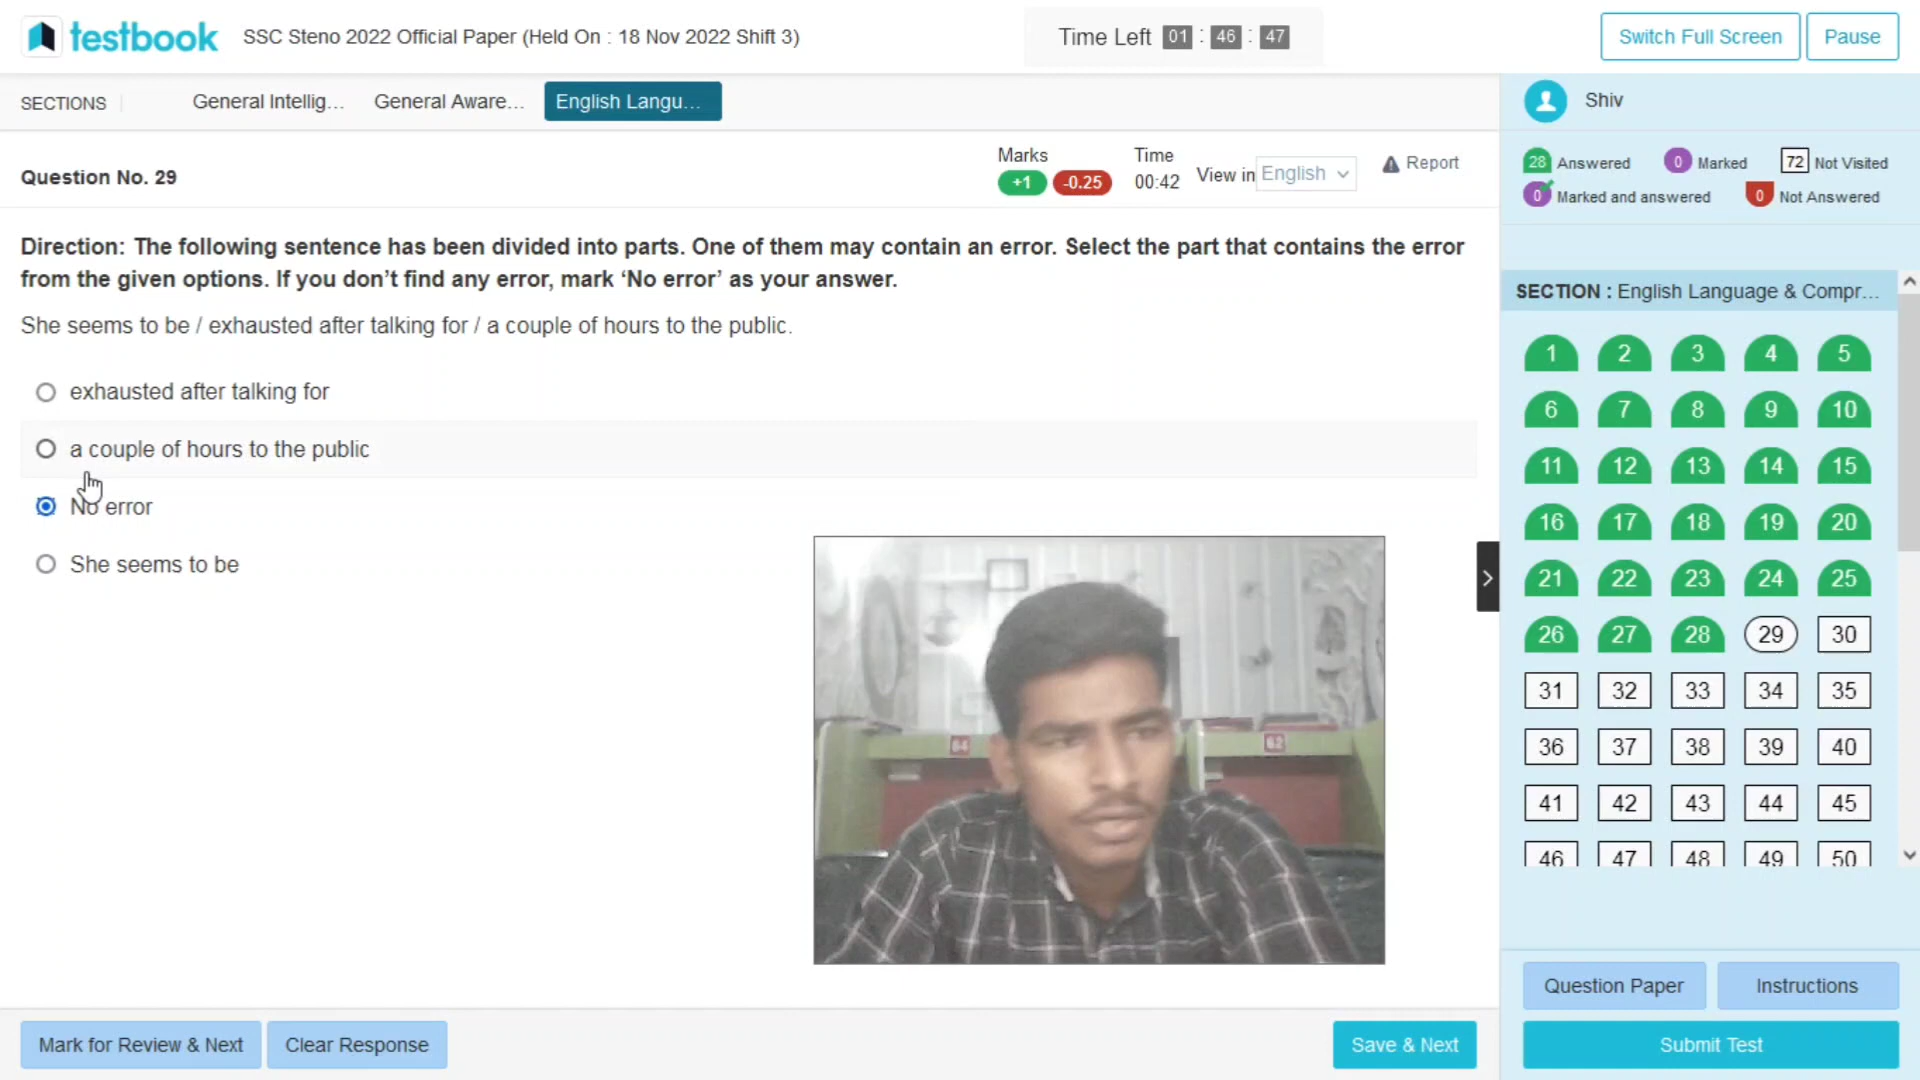 testbook SSC Steno 2022 Official Paper (Held On : 18 Nov 2022 Shift 3) Time Left 01 : 46 : 47 Switch Full Screen Pause
SECTIONS General Intellig... General Aware... English Langu...
Shiv
Question No. 29
Marks
+1 -0.25
Time
00:42
View in English
Report
28 Answered 0 Marked 72 Not Visited
0 Marked and answered 0 Not Answered
Direction: The following sentence has been divided into parts. One of them may contain an error. Select the part that contains the error
from the given options. If you don’t find any error, mark ‘No error’ as your answer.
She seems to be / exhausted after talking for / a couple of hours to the public.
exhausted after talking for
a couple of hours to the public
No error
She seems to be
64
62
SECTION : English Language & Compr...
1 2 3 4 5
6 7 8 9 10
11 12 13 14 15
16 17 18 19 20
21 22 23 24 25
26 27 28 29 30
31 32 33 34 35
36 37 38 39 40
41 42 43 44 45
46 47 48 49 50
Question Paper Instructions
Mark for Review & Next Clear Response Save & Next Submit Test